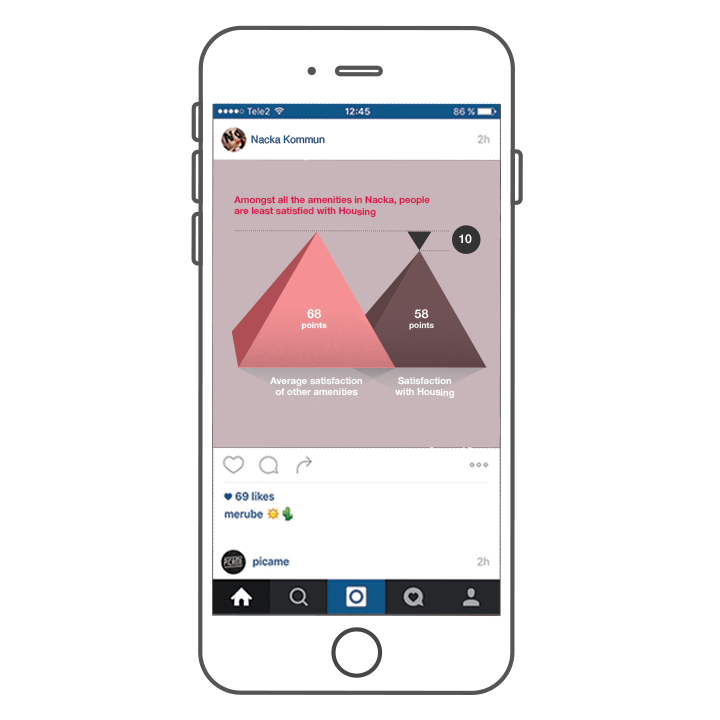 Tele2 12:45 86 %
Nacka Kommun 2h
Amongst all the amenities in Nacka, people
are least satisfied with Housing
10
68
points
58
points
Average satisfaction
of other amenities
Satisfaction
with Housing
69 likes
merube
picame 2h